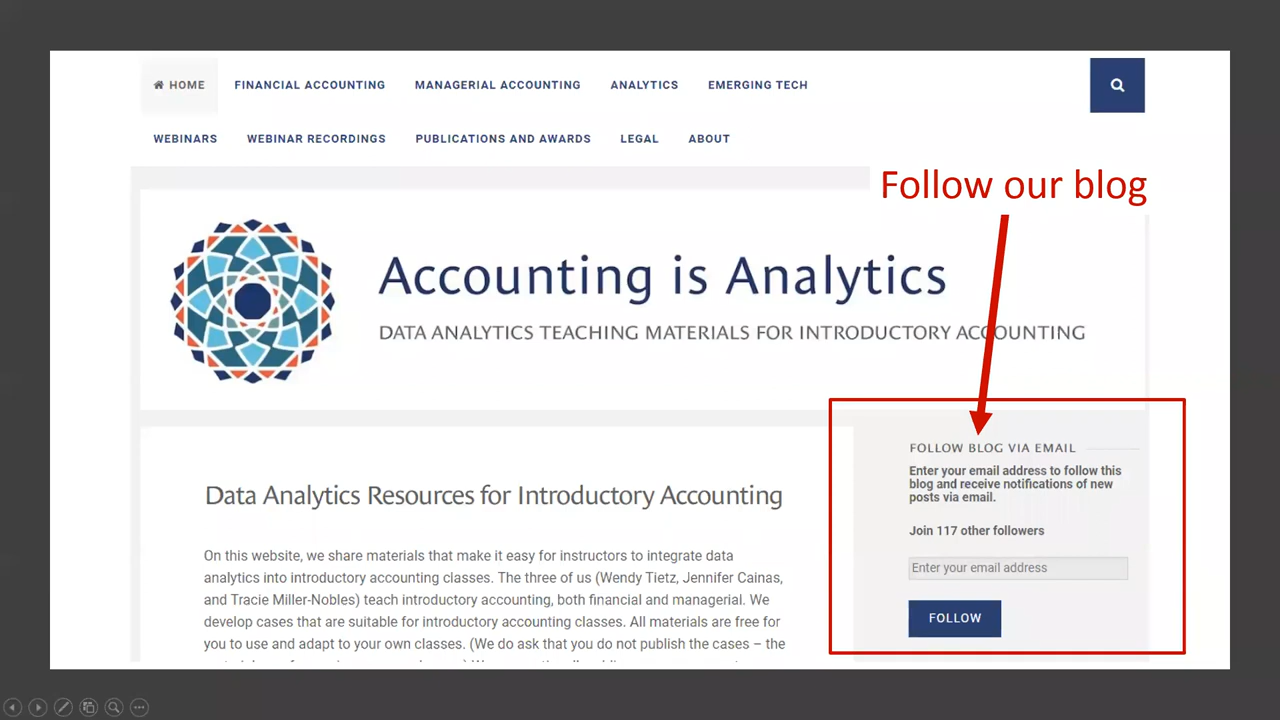 HOME FINANCIAL ACCOUNTING MANAGERIAL ACCOUNTING ANALYTICS EMERGING TECH
WEBINARS WEBINAR RECORDINGS PUBLICATIONS AND AWARDS LEGAL ABOUT
Follow our blog
Accounting is Analytics
DATA ANALYTICS TEACHING MATERIALS FOR INTRODUCTORY ACCOUNTING
Data Analytics Resources for Introductory Accounting
On this website, we share materials that make it easy for instructors to integrate data
analytics into introductory accounting classes. The three of us (Wendy Tietz, Jennifer Cainas,
and Tracie Miller-Nobles) teach introductory accounting, both financial and managerial. We
develop cases that are suitable for introductory accounting classes. All materials are free for
you to use and adapt to your own classes. (We do ask that you do not publish the cases – the
FOLLOW BLOG VIA EMAIL
Enter your email address to follow this
blog and receive notifications of new
posts via email.
Join 117 other followers
Enter your email address
FOLLOW